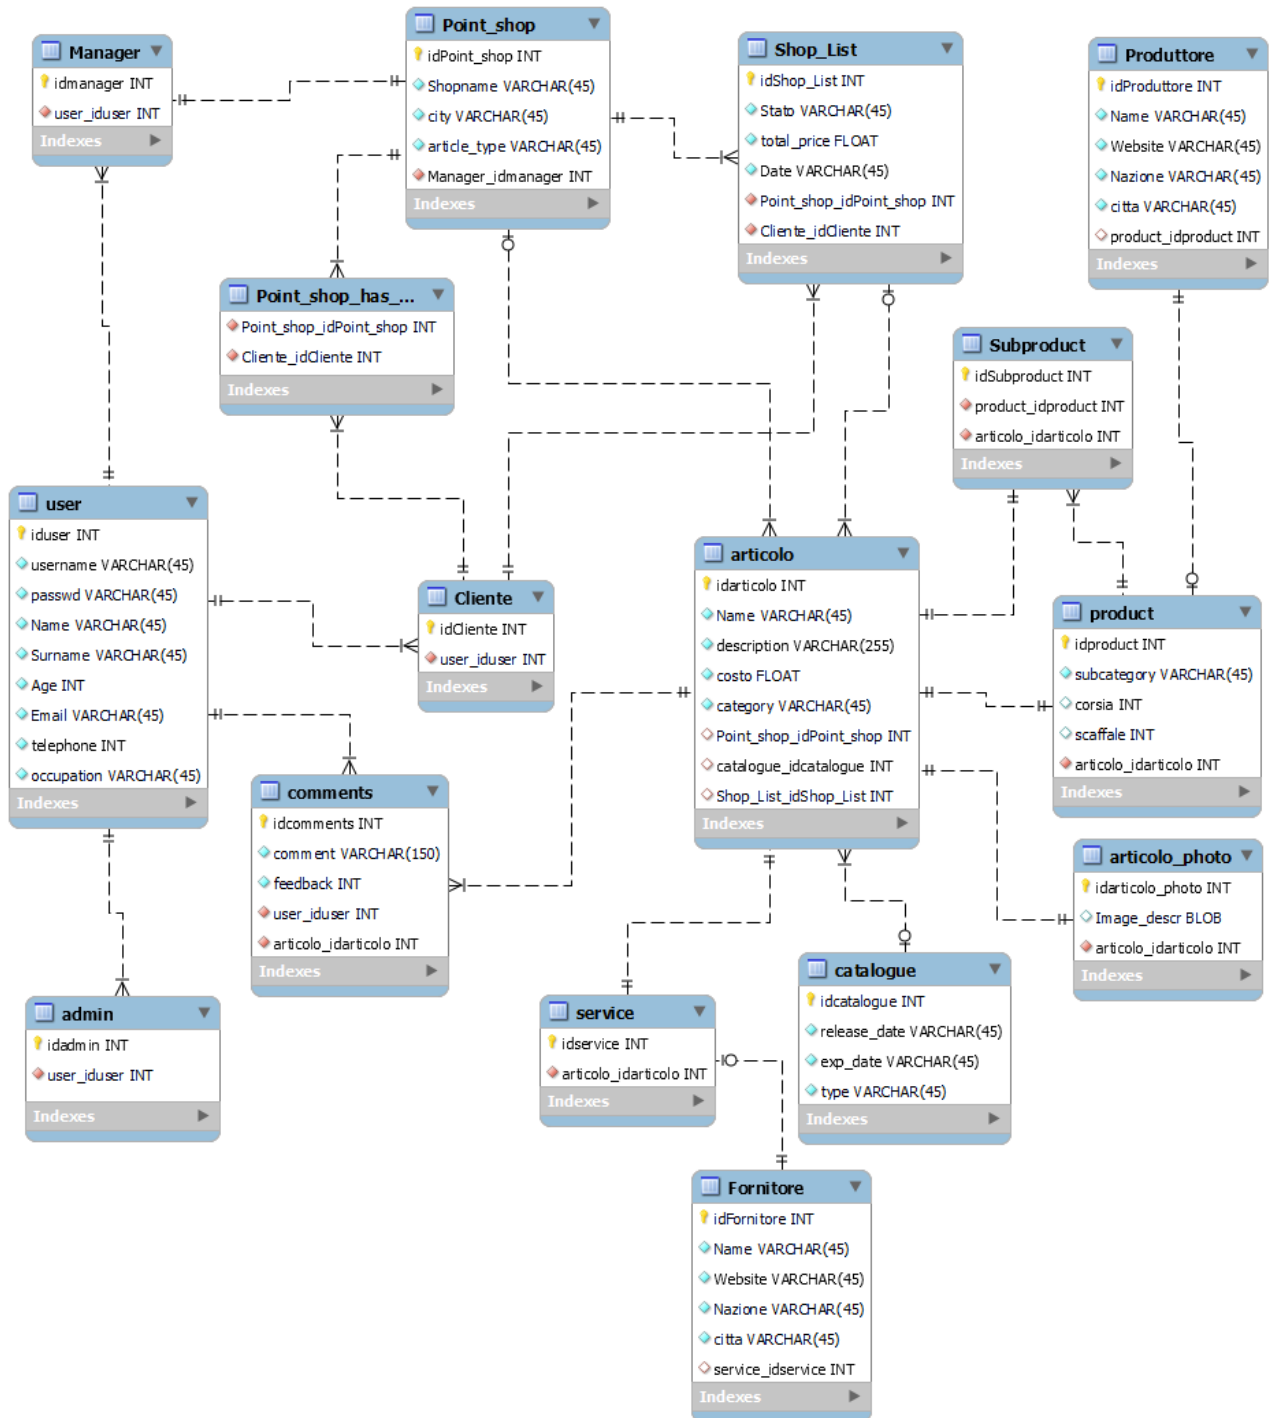 Manager
idmanager INT
user_iduser INT
Indexes
Point_shop
idPoint_shop INT
Shopname VARCHAR(45)
city VARCHAR(45)
article_type VARCHAR(45)
Manager_idmanager INT
Indexes
Shop_List
idShop_List INT
Stato VARCHAR(45)
total_price FLOAT
Date VARCHAR(45)
Point_shop_idPoint_shop INT
Cliente_idCliente INT
Indexes
Produttore
idProduttore INT
Name VARCHAR(45)
Website VARCHAR(45)
Nazione VARCHAR(45)
citta VARCHAR(45)
product_idproduct INT
Indexes
Point_shop_has_...
Point_shop_idPoint_shop INT
Cliente_idCliente INT
Indexes
Subproduct
idSubproduct INT
product_idproduct INT
articolo_idarticolo INT
Indexes
user
iduser INT
username VARCHAR(45)
passwd VARCHAR(45)
Name VARCHAR(45)
Surname VARCHAR(45)
Age INT
Email VARCHAR(45)
telephone INT
occupation VARCHAR(45)
Indexes
Cliente
idCliente INT
user_iduser INT
Indexes
articolo
idarticolo INT
Name VARCHAR(45)
description VARCHAR(255)
costo FLOAT
category VARCHAR(45)
Point_shop_idPoint_shop INT
catalogue_idcatalogue INT
Shop_List_idShop_List INT
Indexes
product
idproduct INT
subcategory VARCHAR(45)
corsia INT
scaffale INT
articolo_idarticolo INT
Indexes
comments
idcomments INT
comment VARCHAR(150)
feedback INT
user_iduser INT
articolo_idarticolo INT
Indexes
articolo_photo
idarticolo_photo INT
Image_descr BLOB
articolo_idarticolo INT
Indexes
admin
idadmin INT
user_iduser INT
Indexes
service
idservice INT
articolo_idarticolo INT
Indexes
catalogue
idcatalogue INT
release_date VARCHAR(45)
exp_date VARCHAR(45)
type VARCHAR(45)
Indexes
Fornitore
idFornitore INT
Name VARCHAR(45)
Website VARCHAR(45)
Nazione VARCHAR(45)
citta VARCHAR(45)
service_idservice INT
Indexes